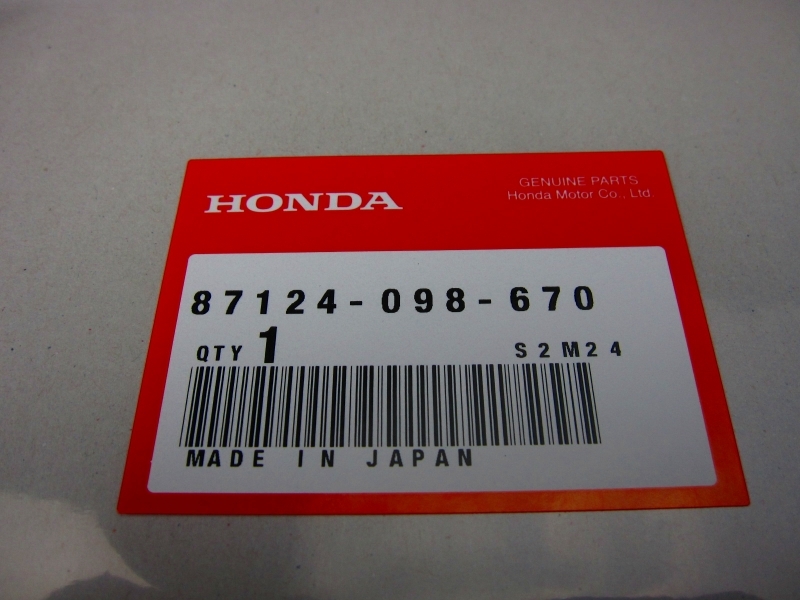 HONDA
GENUINE PARTS
Honda Motor Co., Ltd.
87124-098-670
QTY 1 S2M24
MADE IN JAPAN